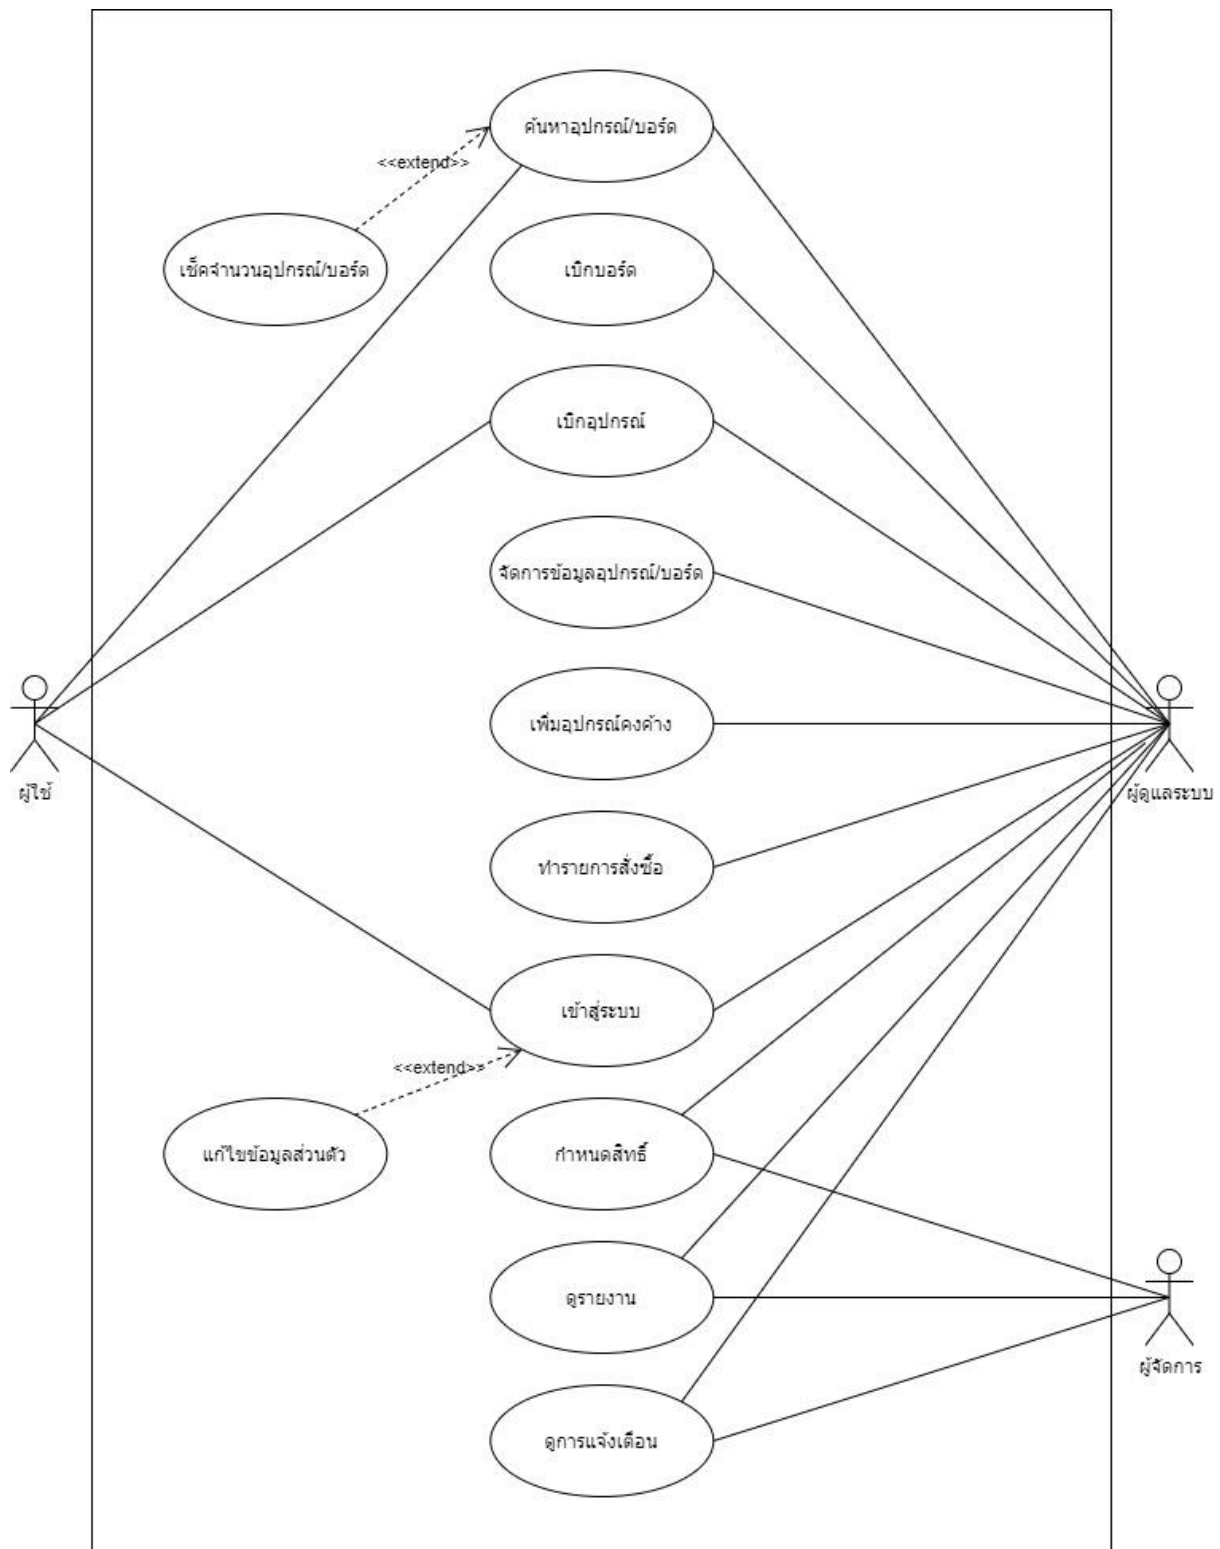 ค้นหาอุปกรณ์/บอร์ด
<<extend>>
เช็คจำนวนอุปกรณ์/บอร์ด
เบิกบอร์ด
เบิกอุปกรณ์
จัดการข้อมูลอุปกรณ์/บอร์ด
เพิ่มอุปกรณ์คงค้าง
ผู้ใช้
ผู้ดูแลระบบ
ทำรายการสั่งซื้อ
เข้าสู่ระบบ
<<extend>>
แก้ไขข้อมูลส่วนตัว
กำหนดสิทธิ์
ดูรายงาน
ผู้จัดการ
ดูการแจ้งเตือน